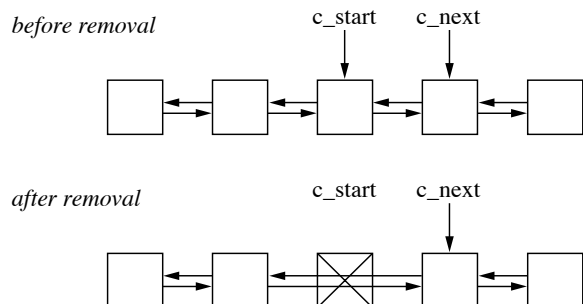 before removal
c_start
c_next
after removal
c_start
c_next